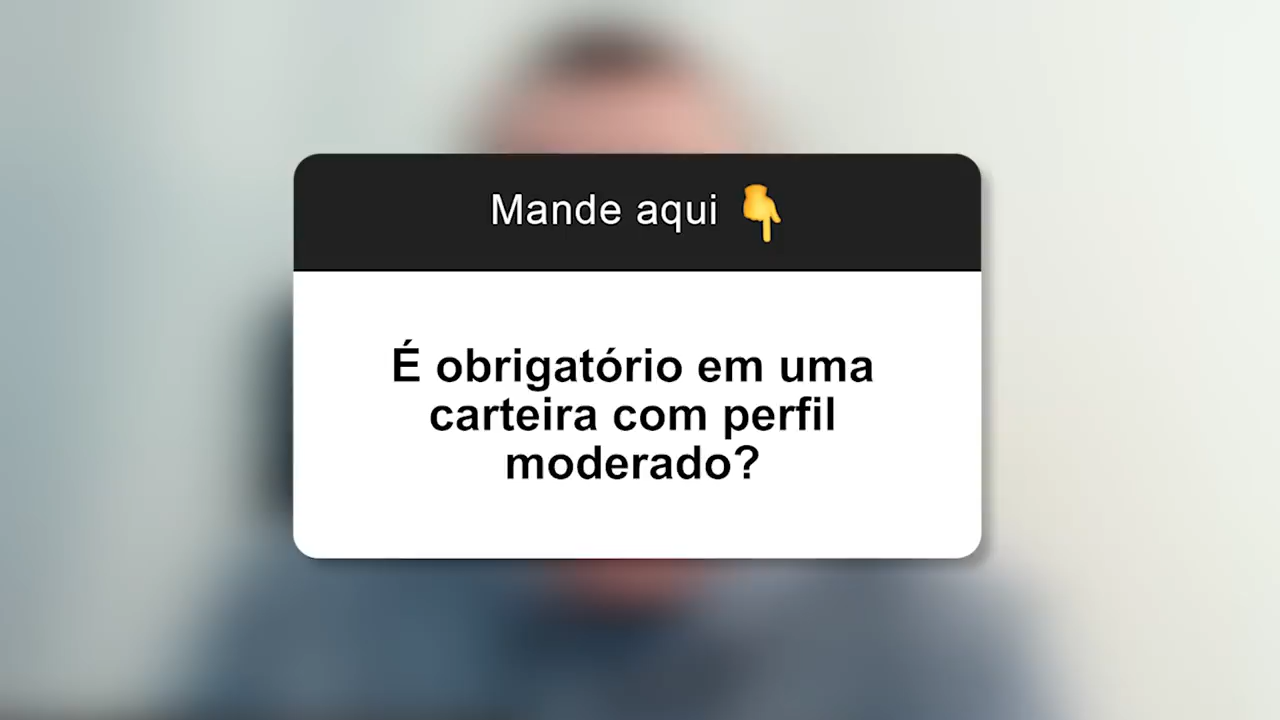 Mande aqui 👇
É obrigatório em uma
carteira com perfil
moderado?